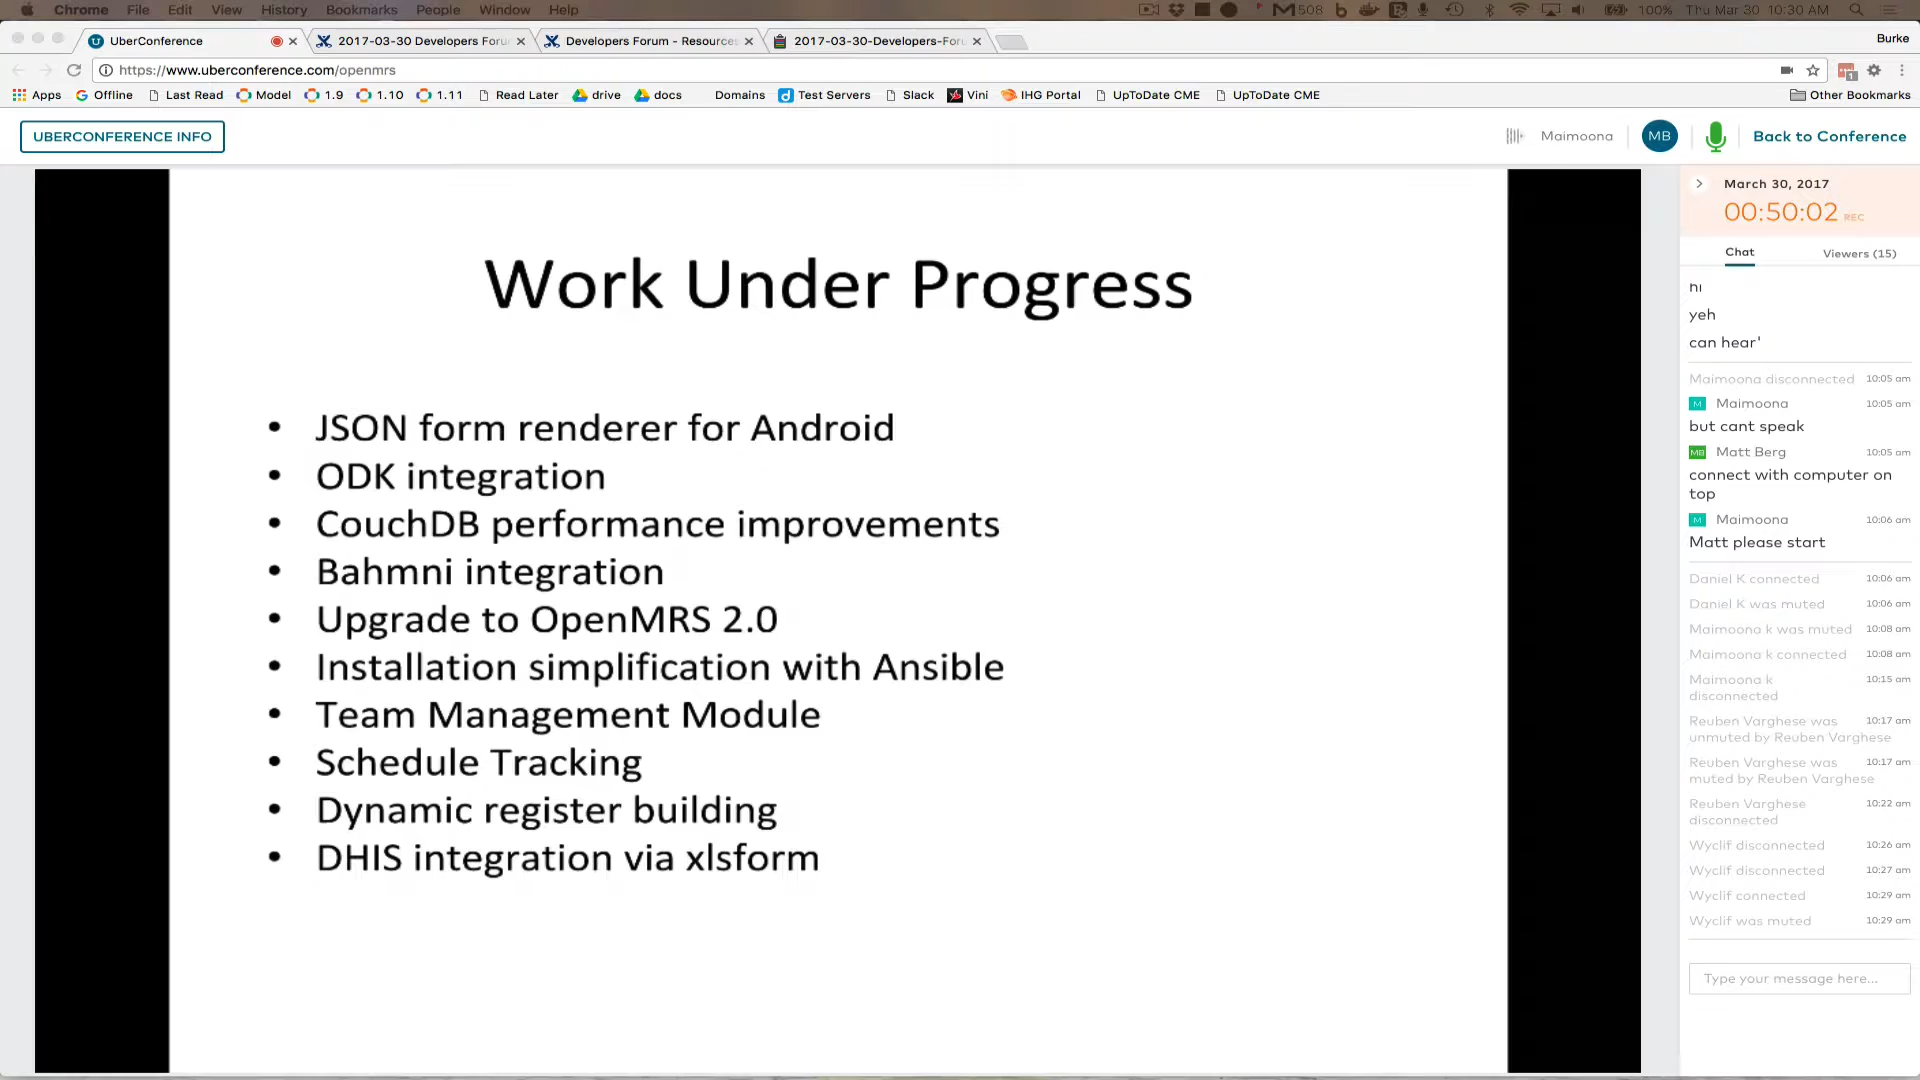 Chrome File Edit View History Bookmarks People Window Help 508 100% Thu Mar 30 10:30 AM
UberConference 2017-03-30 Developers Foru Developers Forum - Resources 2017-03-30-Developers-Foru Burke
https://www.uberconference.com/openmrs
Apps Offline Last Read Model 1.9 1.10 1.11 Read Later drive docs Domains Test Servers Slack Vini IHG Portal UpToDate CME UpToDate CME Other Bookmarks
UBERCONFERENCE INFO
Maimoona MB Back to Conference
March 30, 2017
00:50:02 REC
Chat Viewers (15)
Work Under Progress
• JSON form renderer for Android
• ODK integration
• CouchDB performance improvements
• Bahmni integration
• Upgrade to OpenMRS 2.0
• Installation simplification with Ansible
• Team Management Module
• Schedule Tracking
• Dynamic register building
• DHIS integration via xlsform
hi
yeh
can hear'
Maimoona disconnected 10:05 am
M Maimoona 10:05 am
but cant speak
MB Matt Berg 10:05 am
connect with computer on
top
M Maimoona 10:06 am
Matt please start
Daniel K connected 10:06 am
Daniel K was muted 10:06 am
Maimoona k was muted 10:08 am
Maimoona k connected 10:08 am
Maimoona k 10:15 am
disconnected
Reuben Varghese was 10:17 am
unmuted by Reuben Varghese
Reuben Varghese was 10:17 am
muted by Reuben Varghese
Reuben Varghese 10:22 am
disconnected
Wyclif disconnected 10:26 am
Wyclif disconnected 10:27 am
Wyclif connected 10:29 am
Wyclif was muted 10:29 am
Type your message here...